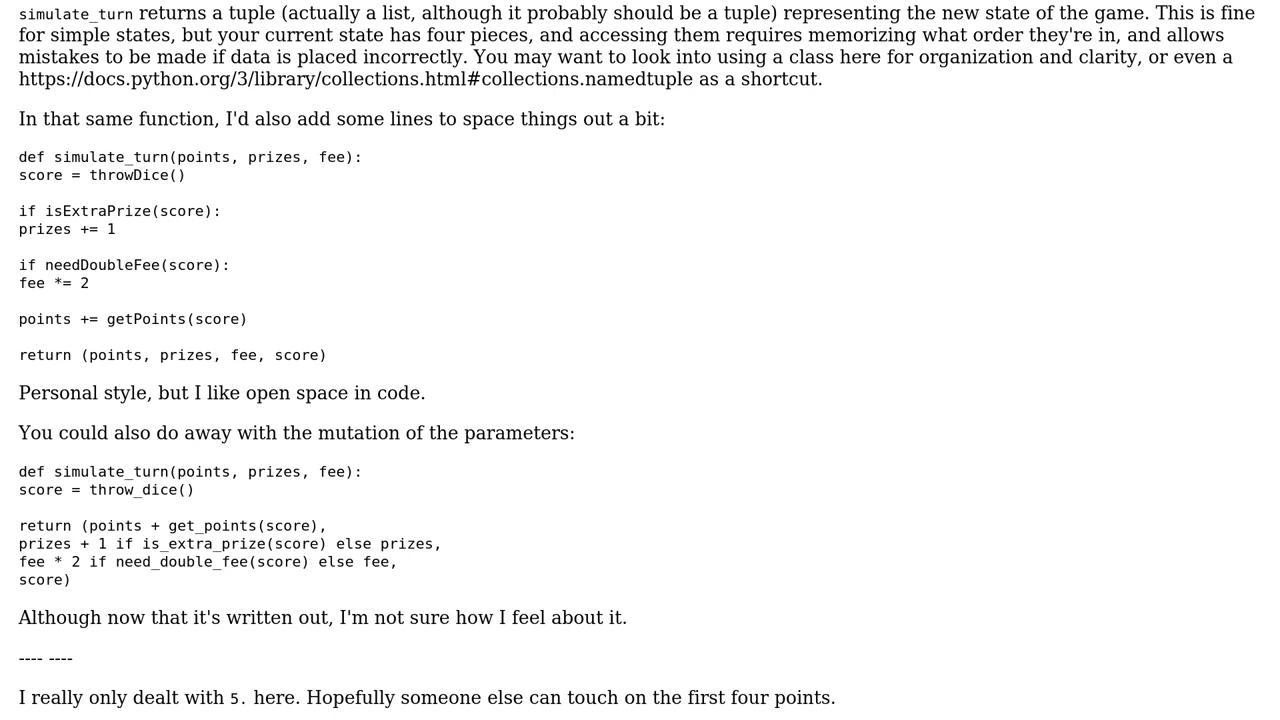 simulate_turn returns a tuple (actually a list, although it probably should be a tuple) representing the new state of the game. This is fine
for simple states, but your current state has four pieces, and accessing them requires memorizing what order they're in, and allows
mistakes to be made if data is placed incorrectly. You may want to look into using a class here for organization and clarity, or even a
https://docs.python.org/3/library/collections.html#collections.namedtuple as a shortcut.
In that same function, I'd also add some lines to space things out a bit:
def simulate_turn(points, prizes, fee):
score = throwDice()
if isExtraPrize(score):
prizes += 1
if needDoubleFee(score):
fee *= 2
points += getPoints(score)
return (points, prizes, fee, score)
Personal style, but I like open space in code.
You could also do away with the mutation of the parameters:
def simulate_turn(points, prizes, fee):
score = throw_dice()
return (points + get_points(score),
prizes + 1 if is_extra_prize(score) else prizes,
fee * 2 if need_double_fee(score) else fee,
score)
Although now that it's written out, I'm not sure how I feel about it.
---- ----
I really only dealt with 5. here. Hopefully someone else can touch on the first four points.